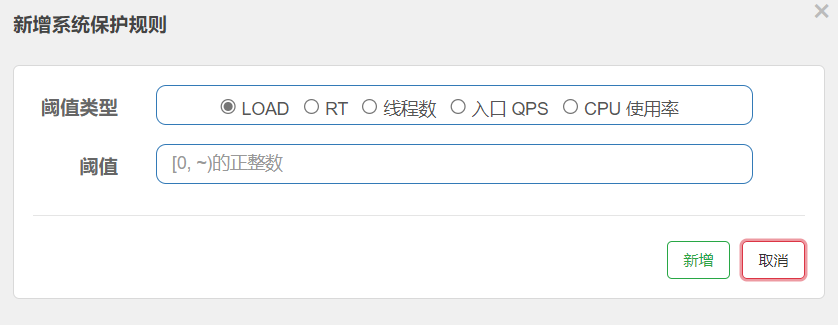 新增系统保护规则
×
阈值类型 LOAD RT 线程数 入口 QPS CPU 使用率
阈值 [0, ~)的正整数
新增 取消